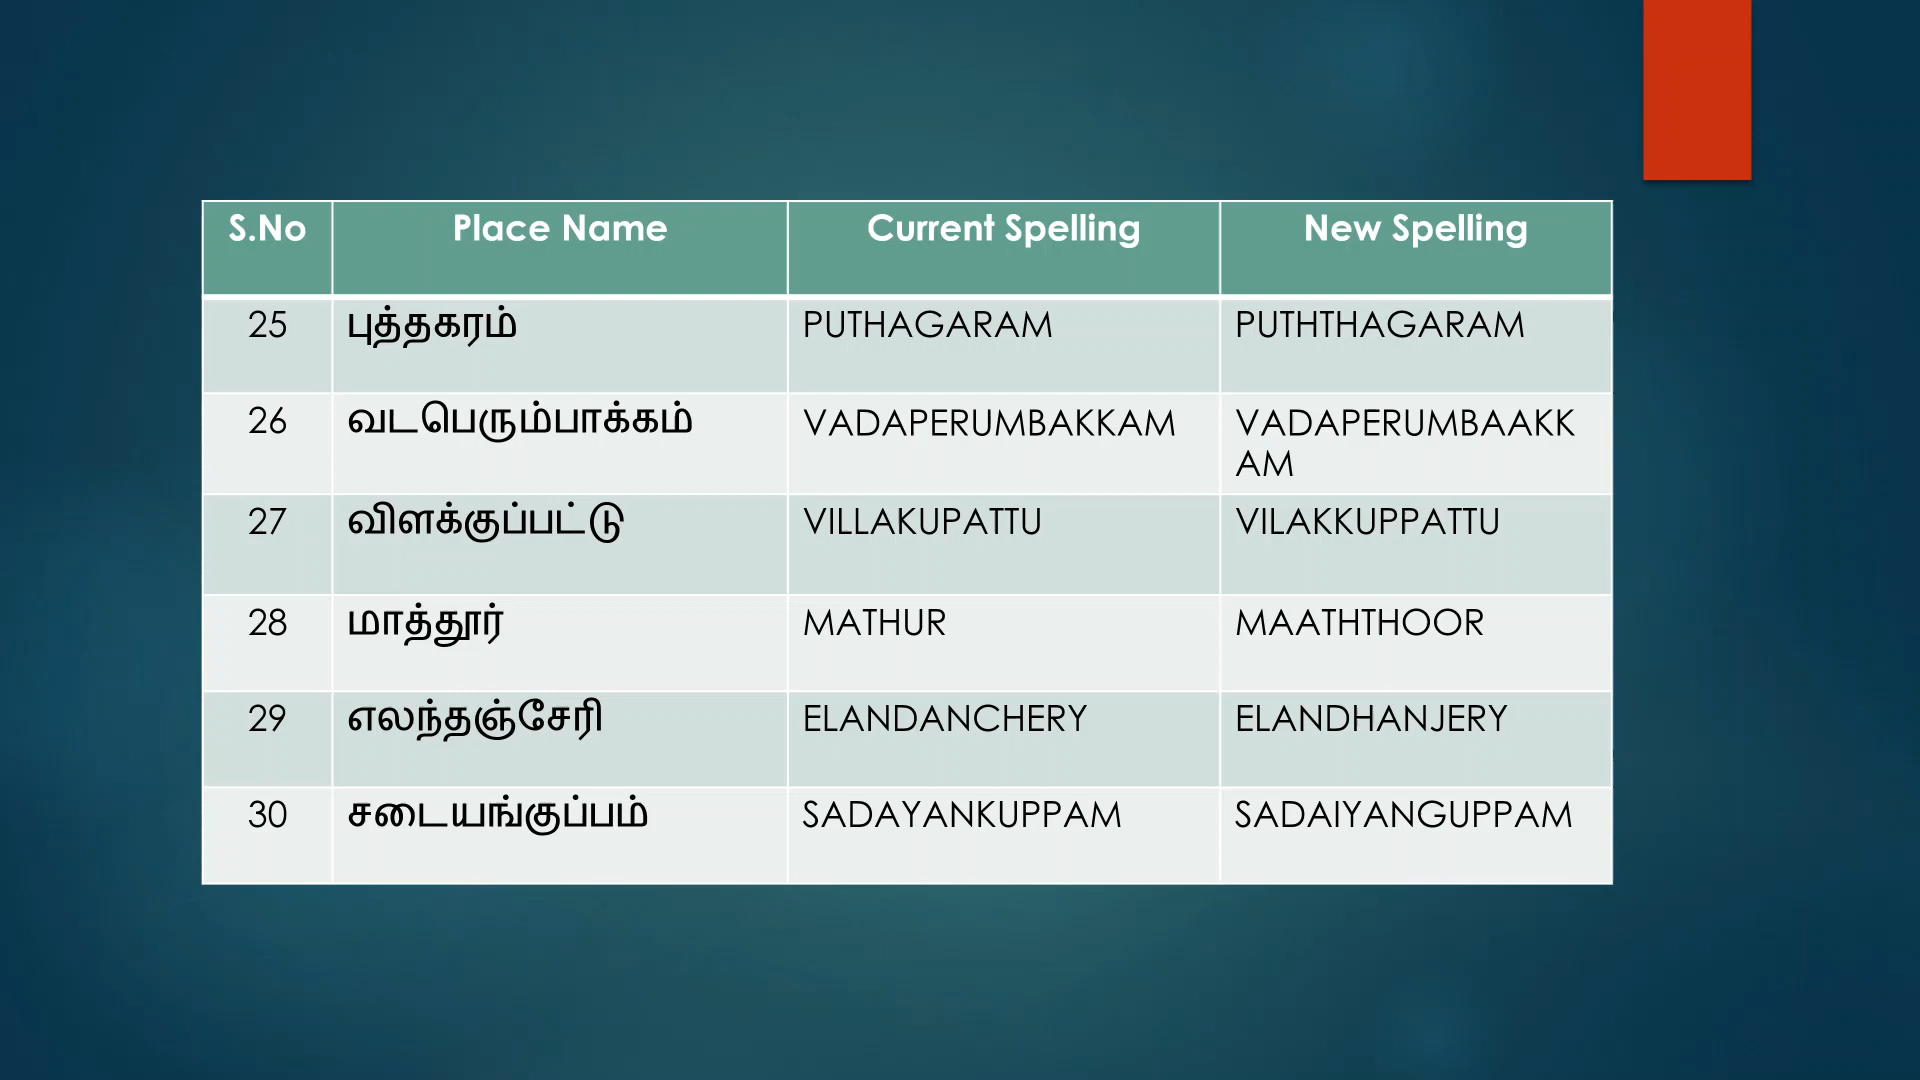 S.No Place Name Current Spelling New Spelling
25 புத்தகரம் PUTHAGARAM PUTHTHAGARAM
26 வடபெரும்பாக்கம் VADAPERUMBAKKAM VADAPERUMBAAKK
AM
27 விளக்குப்பட்டு VILLAKUPATTU VILAKKUPPATTU
28 மாத்தூர் MATHUR MAATHTHOOR
29 எலந்தஞ்சேரி ELANDANCHERY ELANDHANJERY
30 சடையங்குப்பம் SADAYANKUPPAM SADAIYANGUPPAM